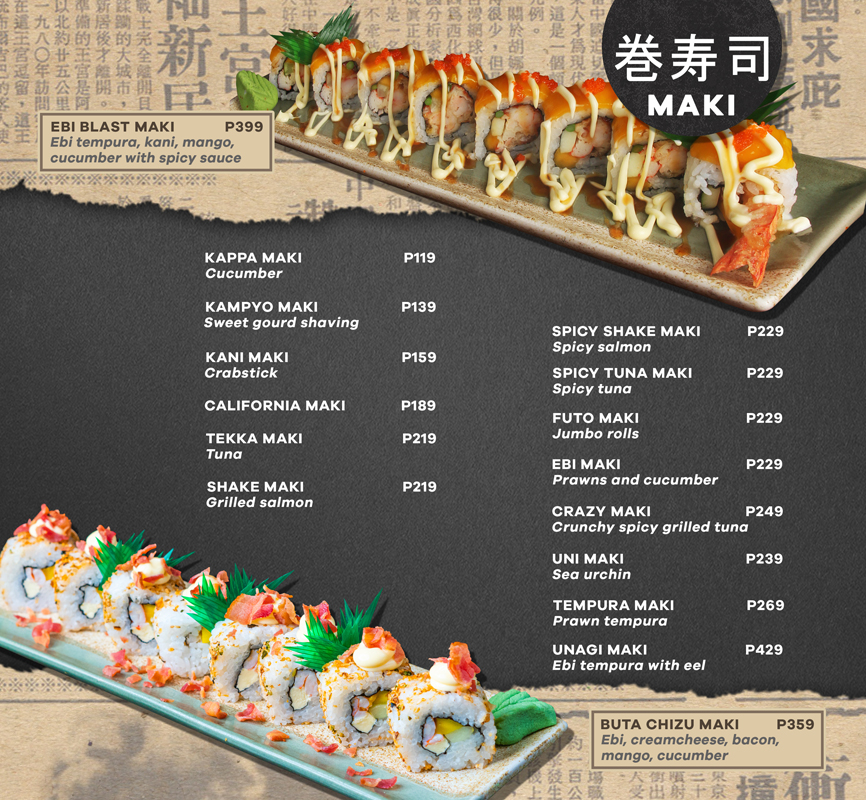 巻寿司
MAKI
EBI BLAST MAKI P399
Ebi tempura, kani, mango,
cucumber with spicy sauce
KAPPA MAKI P119
Cucumber
KAMPYO MAKI P139
Sweet gourd shaving
KANI MAKI P159
Crabstick
CALIFORNIA MAKI P189
TEKKA MAKI P219
Tuna
SHAKE MAKI P219
Grilled salmon
SPICY SHAKE MAKI P229
Spicy salmon
SPICY TUNA MAKI P229
Spicy tuna
FUTO MAKI P229
Jumbo rolls
EBI MAKI P229
Prawns and cucumber
CRAZY MAKI P249
Crunchy spicy grilled tuna
UNI MAKI P239
Sea urchin
TEMPURA MAKI P269
Prawn tempura
UNAGI MAKI P429
Ebi tempura with eel
BUTA CHIZU MAKI P359
Ebi, creamcheese, bacon,
mango, cucumber